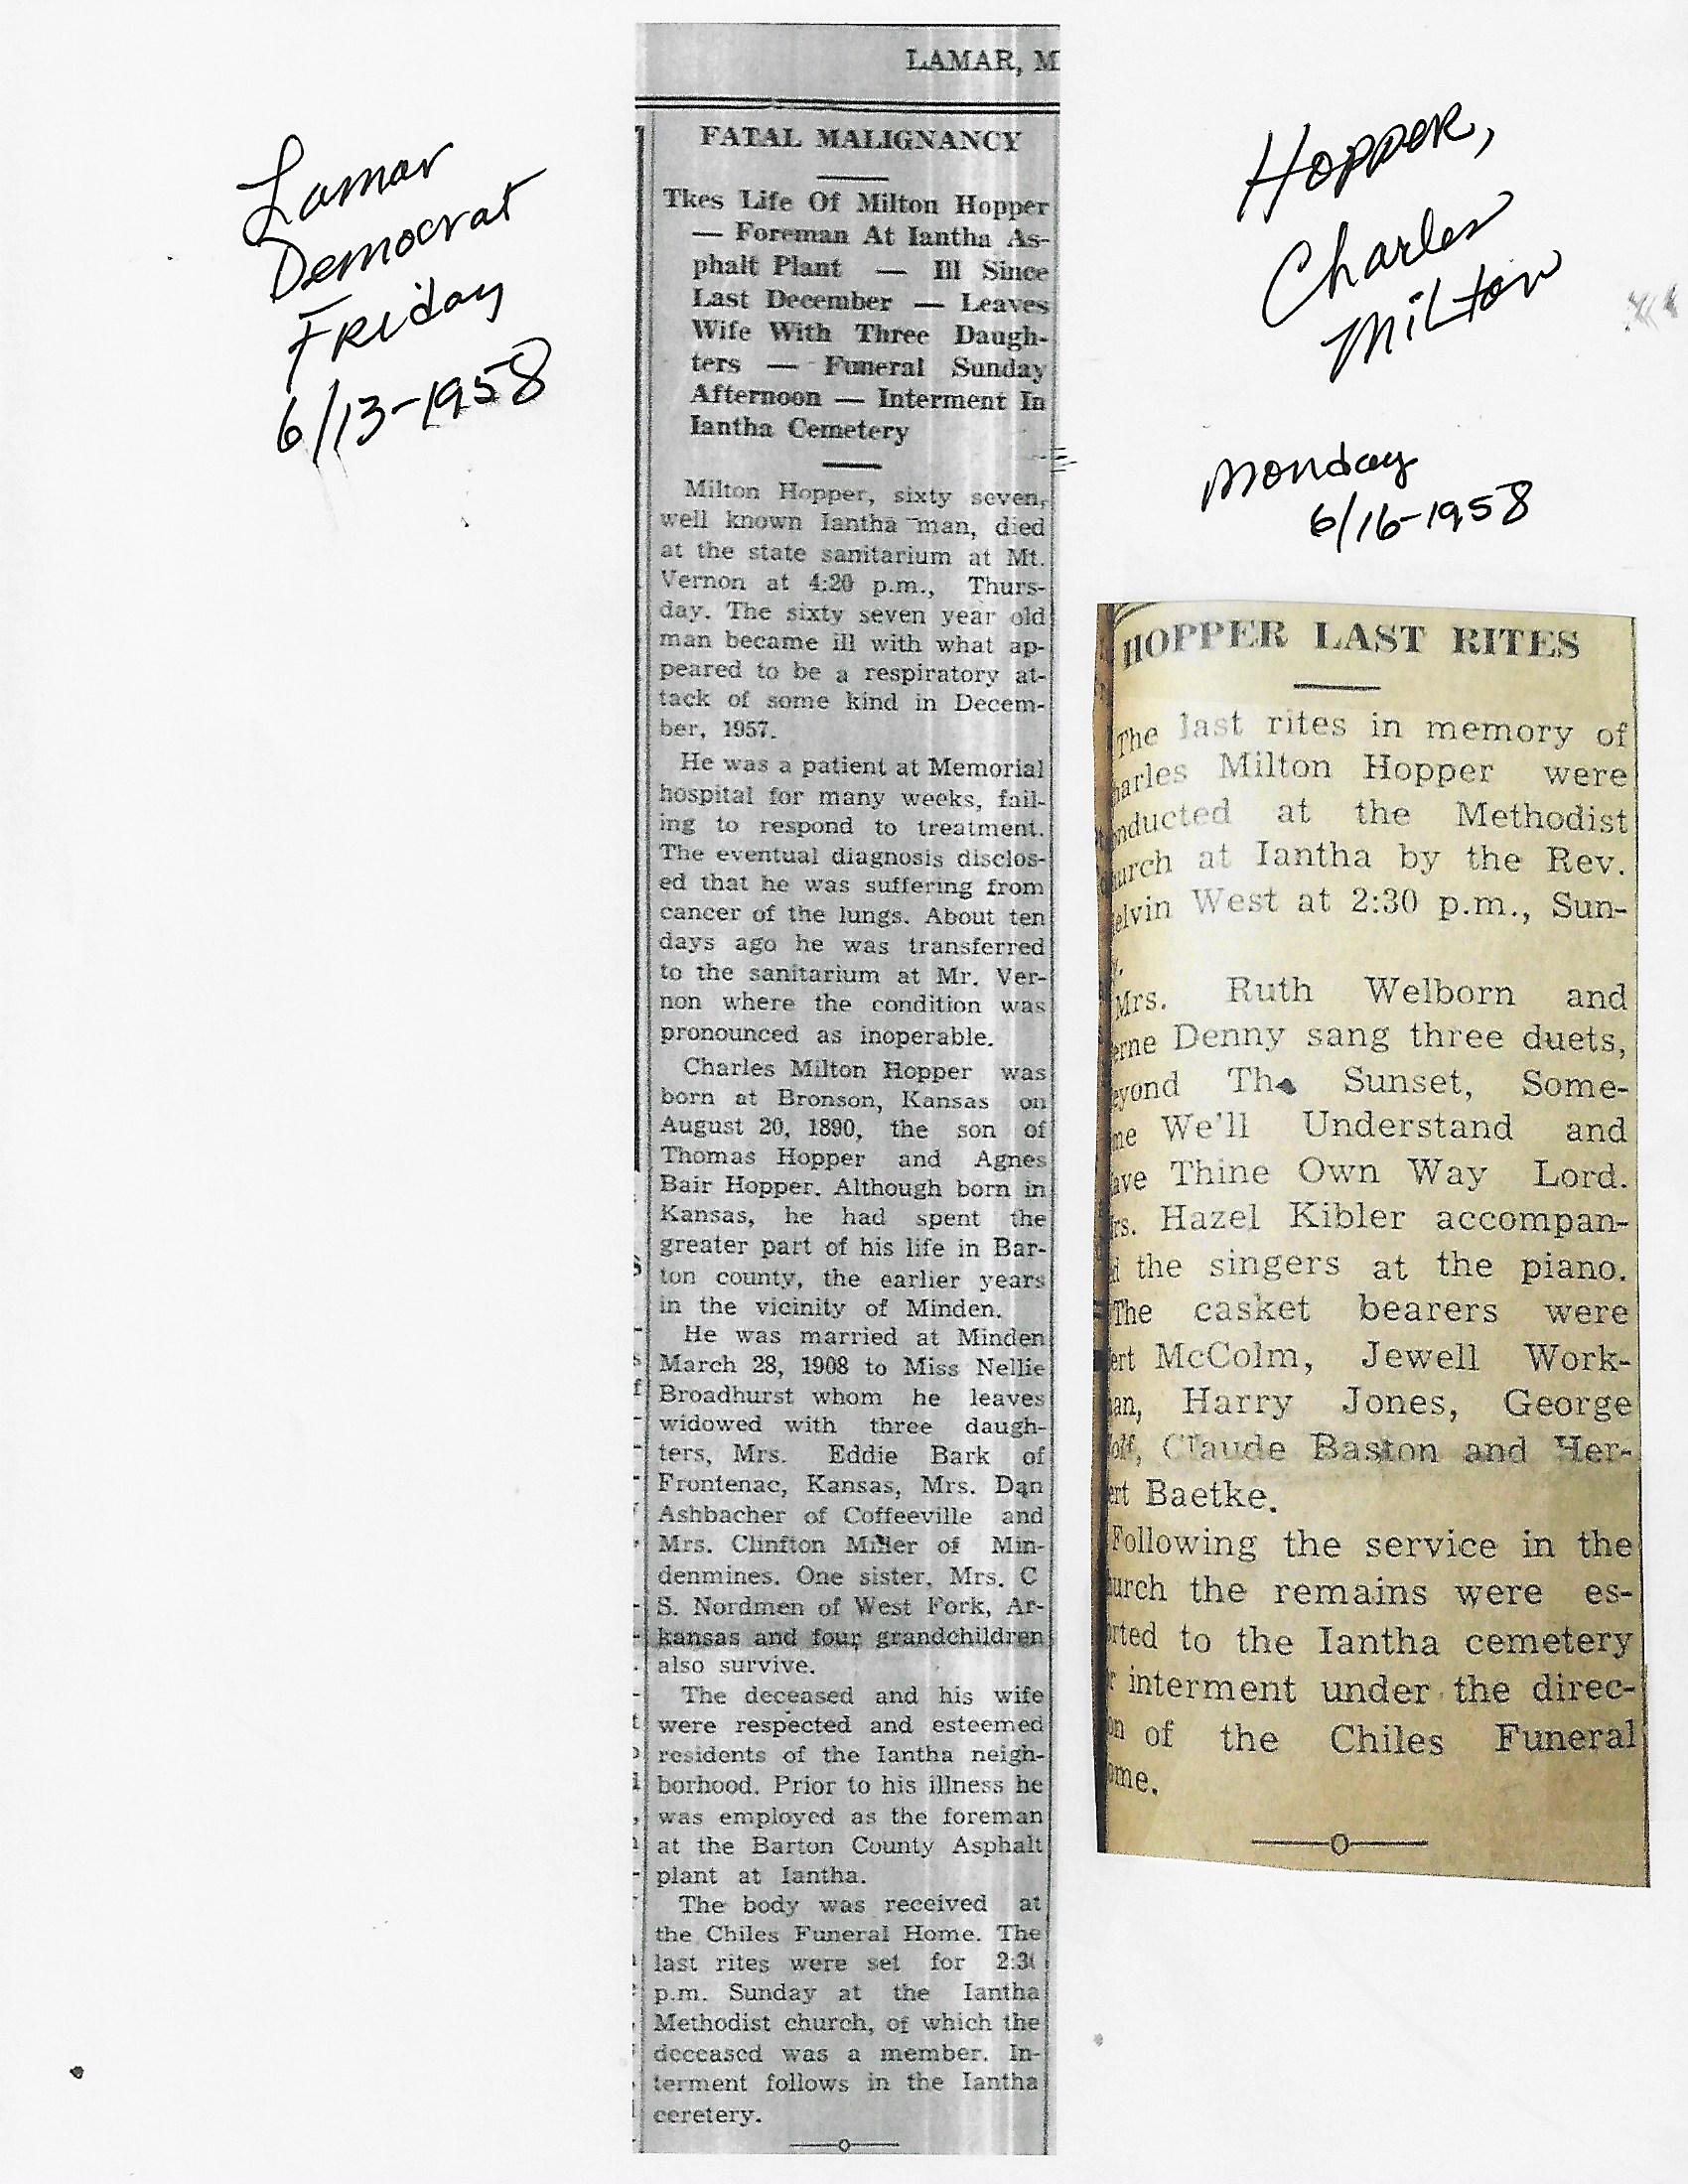 Lamar
Democrat
Friday
6/13-1958
LAMAR, M
FATAL MALIGNANCY
Tkes Life Of Milton Hopper
— Foreman At Iantha As-
phalt Plant — Ill Since
Last December — Leaves
Wife With Three Daugh-
ters — Funeral Sunday
Afternoon — Interment In
Iantha Cemetery
Milton Hopper, sixty seven,
well known Iantha man, died
at the state sanitarium at Mt.
Vernon at 4:20 p.m., Thurs-
day. The sixty seven year old
man became ill with what ap-
peared to be a respiratory at-
tack of some kind in Decem-
ber, 1957.
He was a patient at Memorial
hospital for many weeks, fail-
ing to respond to treatment.
The eventual diagnosis disclos-
ed that he was suffering from
cancer of the lungs. About ten
days ago he was transferred
to the sanitarium at Mr. Ver-
non where the condition was
pronounced as inoperable.
Charles Milton Hopper was
born at Bronson, Kansas on
August 20, 1890, the son of
Thomas Hopper and Agnes
Bair Hopper. Although born in
Kansas, he had spent the
greater part of his life in Bar-
ton county, the earlier years
in the vicinity of Minden.
He was married at Minden
March 28, 1908 to Miss Nellie
Broadhurst whom he leaves
widowed with three daugh-
ters, Mrs. Eddie Bark of
Frontenac, Kansas, Mrs. Dan
Ashbacher of Coffeeville and
Mrs. Clinfton Miller of Min-
denmines. One sister, Mrs. C
S. Nordmen of West Fork, Ar-
kansas and four grandchildren
also survive.
The deceased and his wife
were respected and esteemed
residents of the Iantha neigh-
borhood. Prior to his illness he
was employed as the foreman
at the Barton County Asphalt
plant at Iantha.
The body was received at
the Chiles Funeral Home. The
last rites were set for 2:3
p.m. Sunday at the Iantha
Methodist church, of which the
deceased was a member. In-
terment follows in the Iantha
ceretery.
Hopper,
Charles
Milton
Monday
6/16-1958
HOPPER LAST RITES
The last rites in memory of
harles Milton Hopper were
onducted at the Methodist
hurch at Iantha by the Rev.
elvin West at 2:30 p.m., Sun-
y.
Mrs. Ruth Welborn and
erne Denny sang three duets,
eyond The Sunset, Some-
me We'll Understand and
ave Thine Own Way Lord.
rs. Hazel Kibler accompan-
d the singers at the piano.
The casket bearers were
ert McColm, Jewell Work-
an, Harry Jones, George
olf, Claude Baston and Her-
ert Baetke.
Following the service in the
urch the remains were es-
orted to the Iantha cemetery
r interment under the direc-
on of the Chiles Funeral
ome.